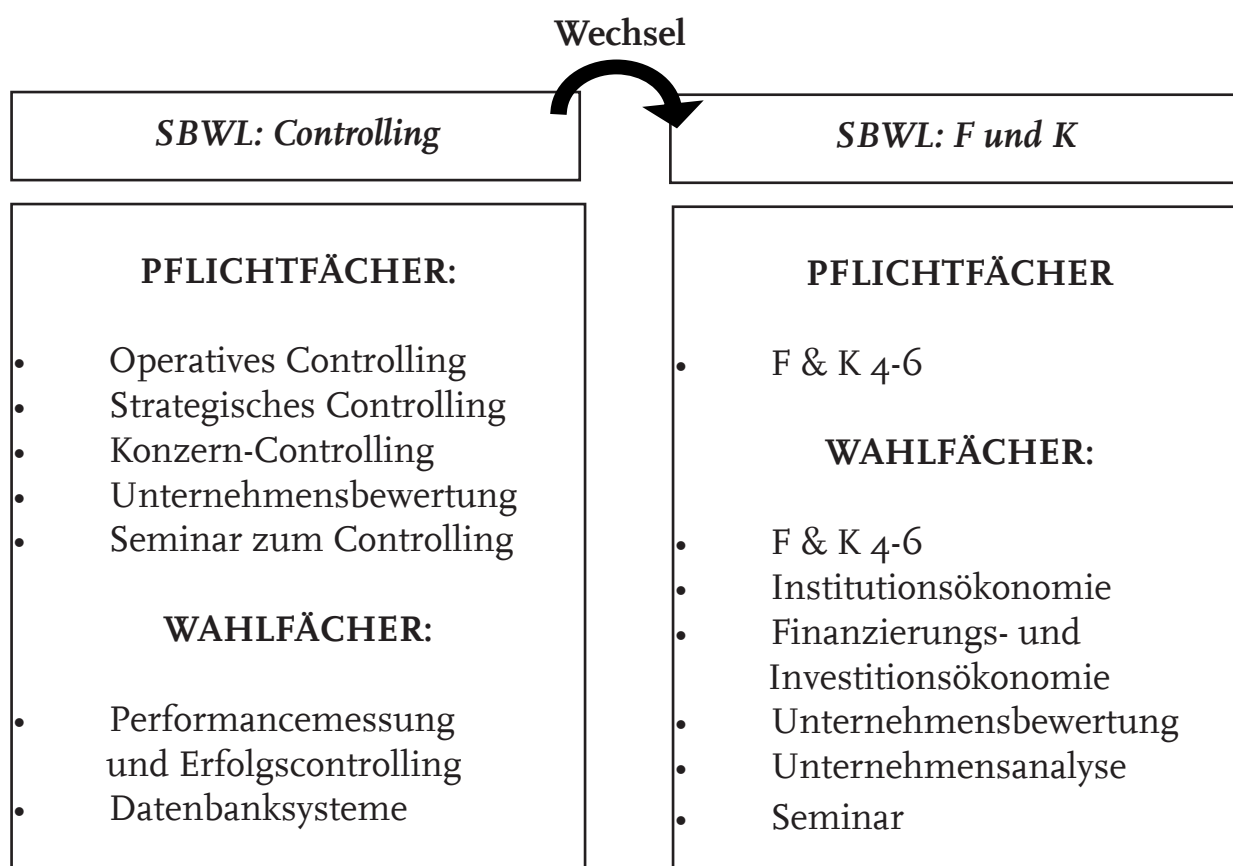 Wechsel
SBWL: Controlling
PFLICHTFÄCHER:
• Operatives Controlling
• Strategisches Controlling
• Konzern-Controlling
• Unternehmensbewertung
• Seminar zum Controlling
WAHLFÄCHER:
• Performancemessung
und Erfolgscontrolling
• Datenbanksysteme
SBWL: F und K
PFLICHTFÄCHER
• F & K 4-6
WAHLFÄCHER:
• F & K 4-6
• Institutionsökonomie
• Finanzierungs- und
Investitionsökonomie
• Unternehmensbewertung
• Unternehmensanalyse
• Seminar